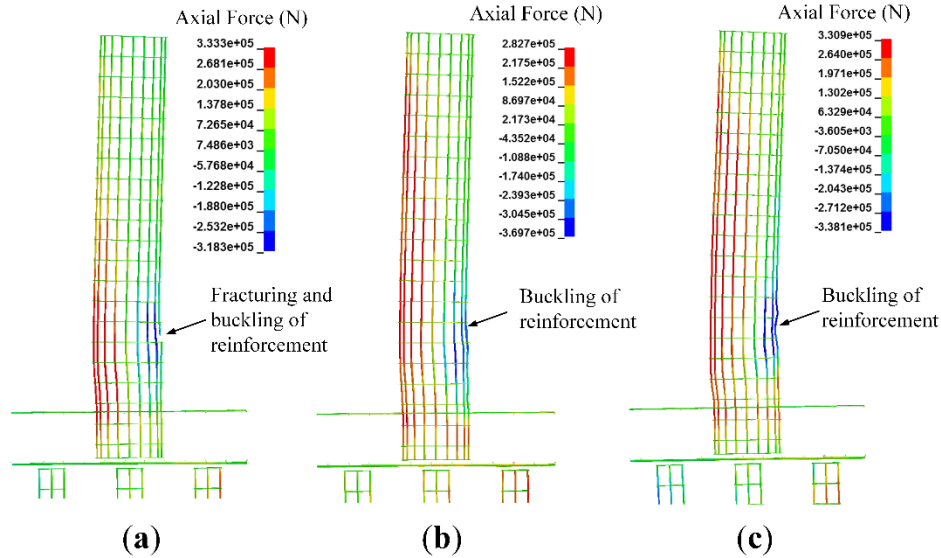 Axial Force (N)
3.333e+05
2.681e+05
2.030e+05
1.378e+05
7.265e+04
7.486e+03
-5.768e+04
-1.228e+05
-1.880e+05
-2.532e+05
-3.183e+05
Fracturing and
buckling of
reinforcement
(a)
Axial Force (N)
2.827e+05
2.175e+05
1.522e+05
8.697e+04
2.173e+04
-4.352e+04
-1.088e+05
-1.740e+05
-2.393e+05
-3.045e+05
-3.697e+05
Buckling of
reinforcement
(b)
Axial Force (N)
3.309e+05
2.640e+05
1.971e+05
1.302e+05
6.329e+04
-3.605e+03
-7.050e+04
-1.374e+05
-2.043e+05
-2.712e+05
-3.381e+05
Buckling of
reinforcement
(c)